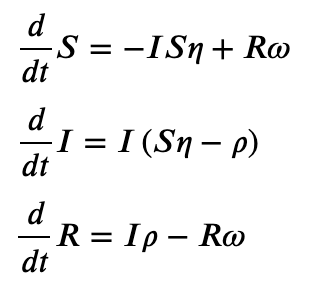 d/dt S = −ISη + Rω
d/dt I = I (Sη − ρ)
d/dt R = Iρ − Rω